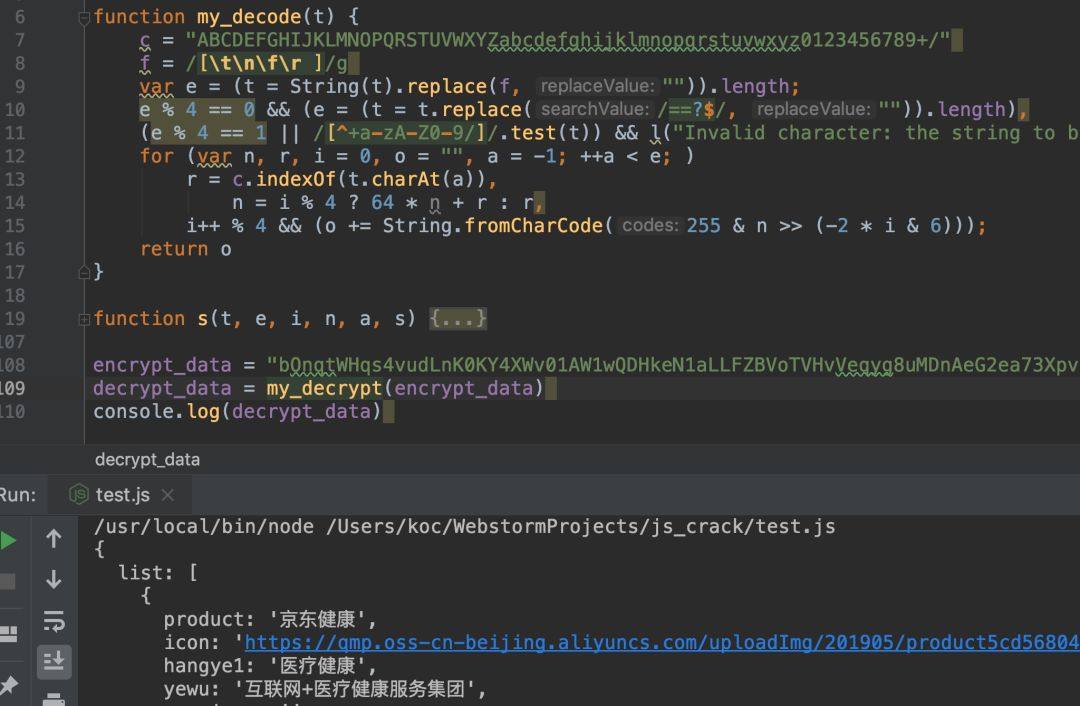 6 function my_decode(t) {
7 c = "ABCDEFGHIJKLMNOPQRSTUVWXYZabcdefghijklmnopqrstuvwxyz0123456789+/"
8 f = /[\t\n\f\r ]/g
9 var e = (t = String(t).replace(f, replaceValue: "")).length;
10 e % 4 == 0 && (e = (t = t.replace( searchValue: /==?$/, replaceValue: "")).length),
11 (e % 4 == 1 || /[^+a-zA-Z0-9/]/.test(t)) && l("Invalid character: the string to b
12 for (var n, r, i = 0, o = "", a = -1; ++a < e; )
13 r = c.indexOf(t.charAt(a)),
14 n = i % 4 ? 64 * n + r : r,
15 i++ % 4 && (o += String.fromCharCode( codes: 255 & n >> (-2 * i & 6)));
16 return o
17 }
18
19 function s(t, e, i, n, a, s) {...}
107
108 encrypt_data = "bOnqtWHqs4vudLnK0KY4XWv01AW1wQDHkeN1aLLFZBVoTVHvVeqyg8uMDnAeG2ea73Xpv
109 decrypt_data = my_decrypt(encrypt_data)
110 console.log(decrypt_data)
decrypt_data
Run: test.js
/usr/local/bin/node /Users/koc/WebstormProjects/js_crack/test.js
{
list: [
{
product: '京东健康',
icon: 'https://qmp.oss-cn-beijing.aliyuncs.com/uploadImg/201905/product5cd56804
hangye1: '医疗健康',
yewu: '互联网+医疗健康服务集团',